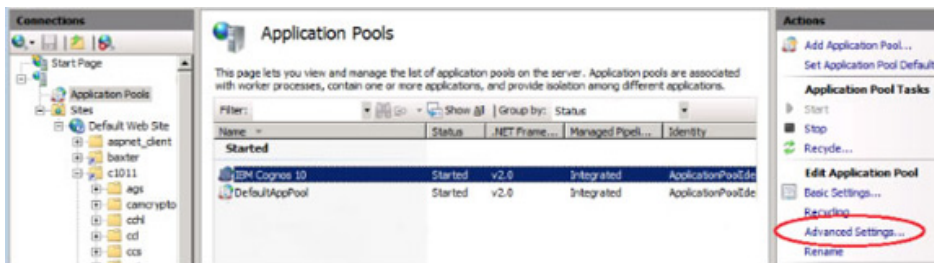 Connections
Start Page
Application Pools
Sites
Default Web Site
aspnet_client
baxter
c1011
ags
camcrypto
cchl
cd
ccs
Application Pools
This page lets you view and manage the list of application pools on the server. Application pools are associated
with worker processes, contain one or more applications, and provide isolation among different applications.
Filter:
Show All
Group by: Status
Name Status .NET Frame... Managed Pipeli... Identity
Started
IBM Cognos 10 Started v2.0 Integrated ApplicationPoolIde
DefaultAppPool Started v2.0 Integrated ApplicationPoolIde
Actions
Add Application Pool...
Set Application Pool Default
Application Pool Tasks
Start
Stop
Recycle...
Edit Application Pool
Basic Settings...
Recycling
Advanced Settings...
Rename